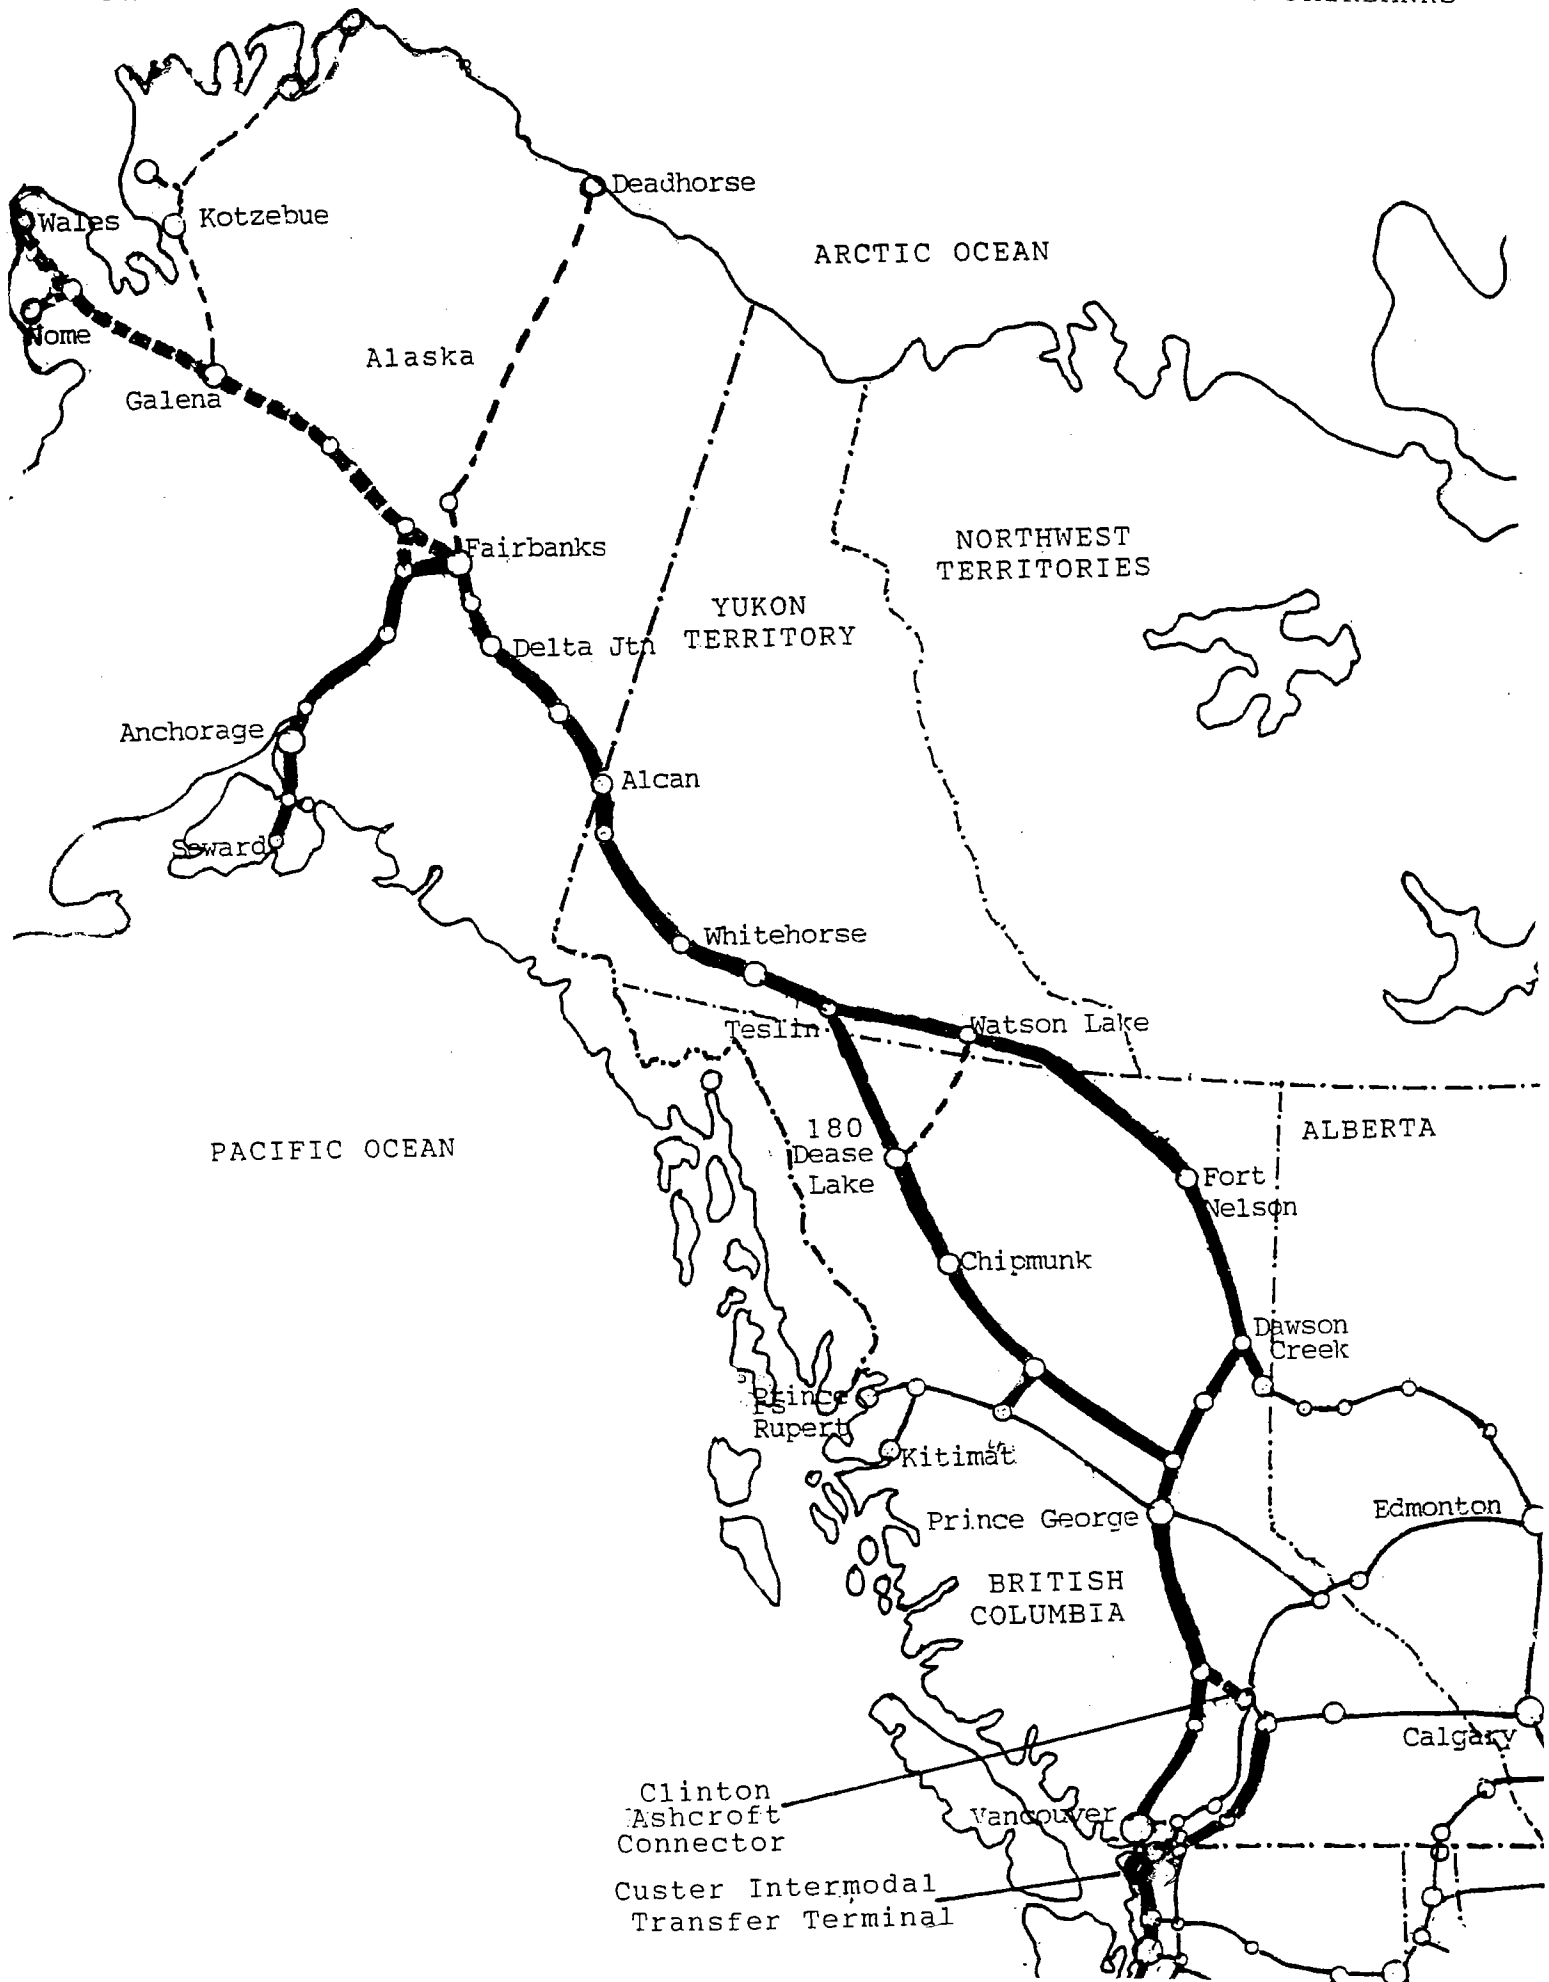 Deadhorse
Wales
Kotzebue
ARCTIC OCEAN
Nome
Alaska
Galena
NORTHWEST
TERRITORIES
Fairbanks
YUKON
TERRITORY
Delta Jtn
Anchorage
Alcan
Seward
Whitehorse
Teslin
Watson Lake
PACIFIC OCEAN
180
Dease
Lake
ALBERTA
Fort
Nelson
Chipmunk
Dawson
Creek
Prince
Rupert
Kitimat
Prince George
Edmonton
BRITISH
COLUMBIA
Calgary
Clinton
Ashcroft
Connector
Vancouver
Custer Intermodal
Transfer Terminal